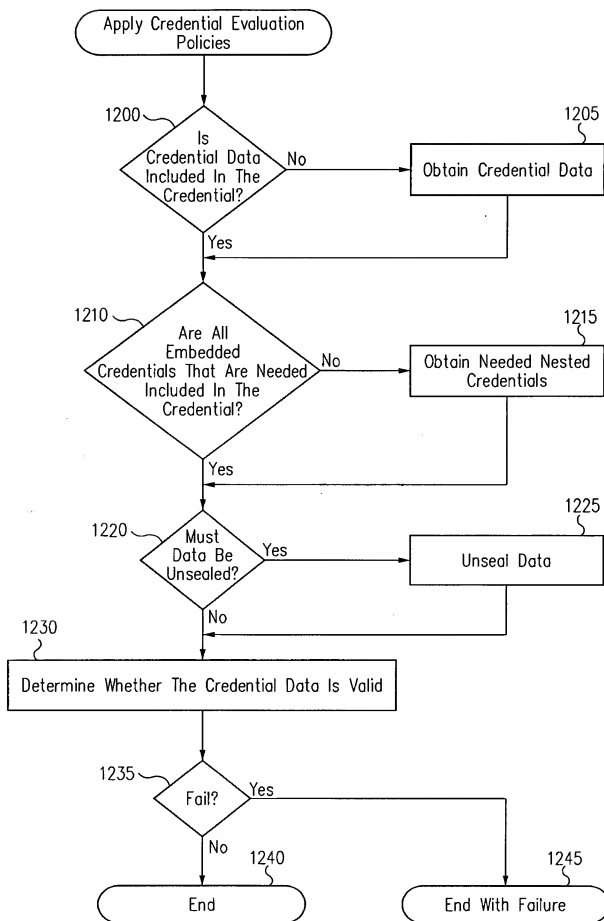 Apply Credential Evaluation
Policies
1200
Is
Credential Data
Included In The
Credential?
No
1205
Obtain Credential Data
Yes
1210
Are All
Embedded
Credentials That Are Needed
Included In The
Credential?
No
1215
Obtain Needed Nested
Credentials
Yes
1220
Must
Data Be
Unsealed?
Yes
1225
Unseal Data
No
1230
Determine Whether The Credential Data Is Valid
1235
Fail?
Yes
No
1240
End
1245
End With Failure